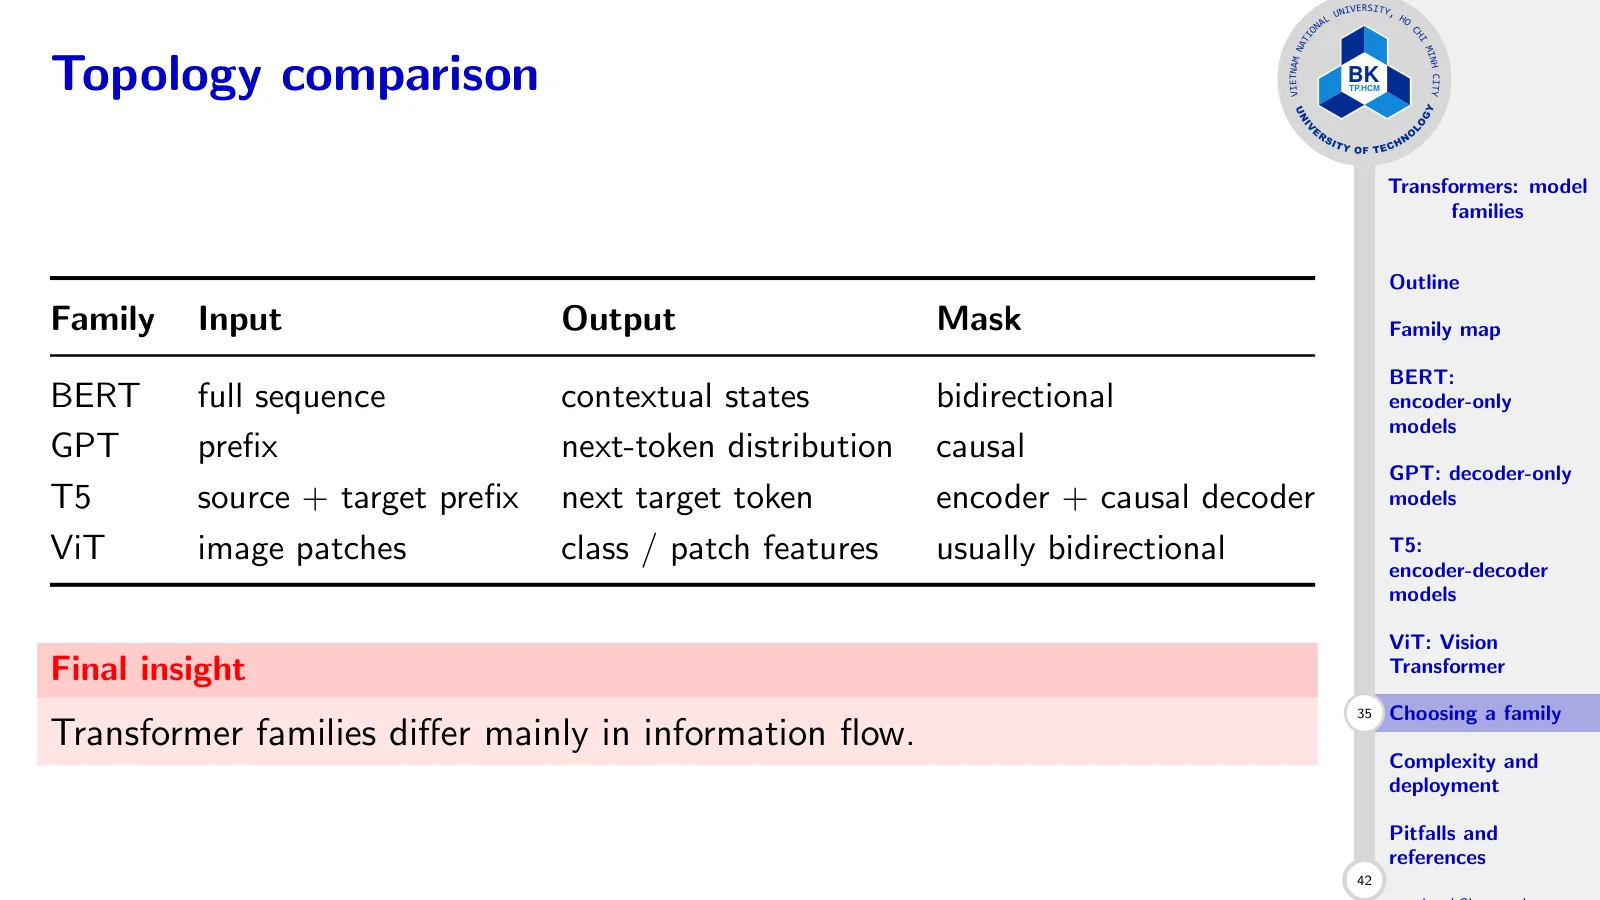 Topology comparison
VIETNAM NATIONAL UNIVERSITY, HO CHI MINH CITY
BK
TP.HCM
UNIVERSITY OF TECHNOLOGY
Family Input Output Mask
BERT full sequence contextual states bidirectional
GPT prefix next-token distribution causal
T5 source + target prefix next target token encoder + causal decoder
ViT image patches class / patch features usually bidirectional
Final insight
Transformer families differ mainly in information flow.
Transformers: model
families
Outline
Family map
BERT:
encoder-only
models
GPT: decoder-only
models
T5:
encoder-decoder
models
ViT: Vision
Transformer
35 Choosing a family
Complexity and
deployment
Pitfalls and
references
42